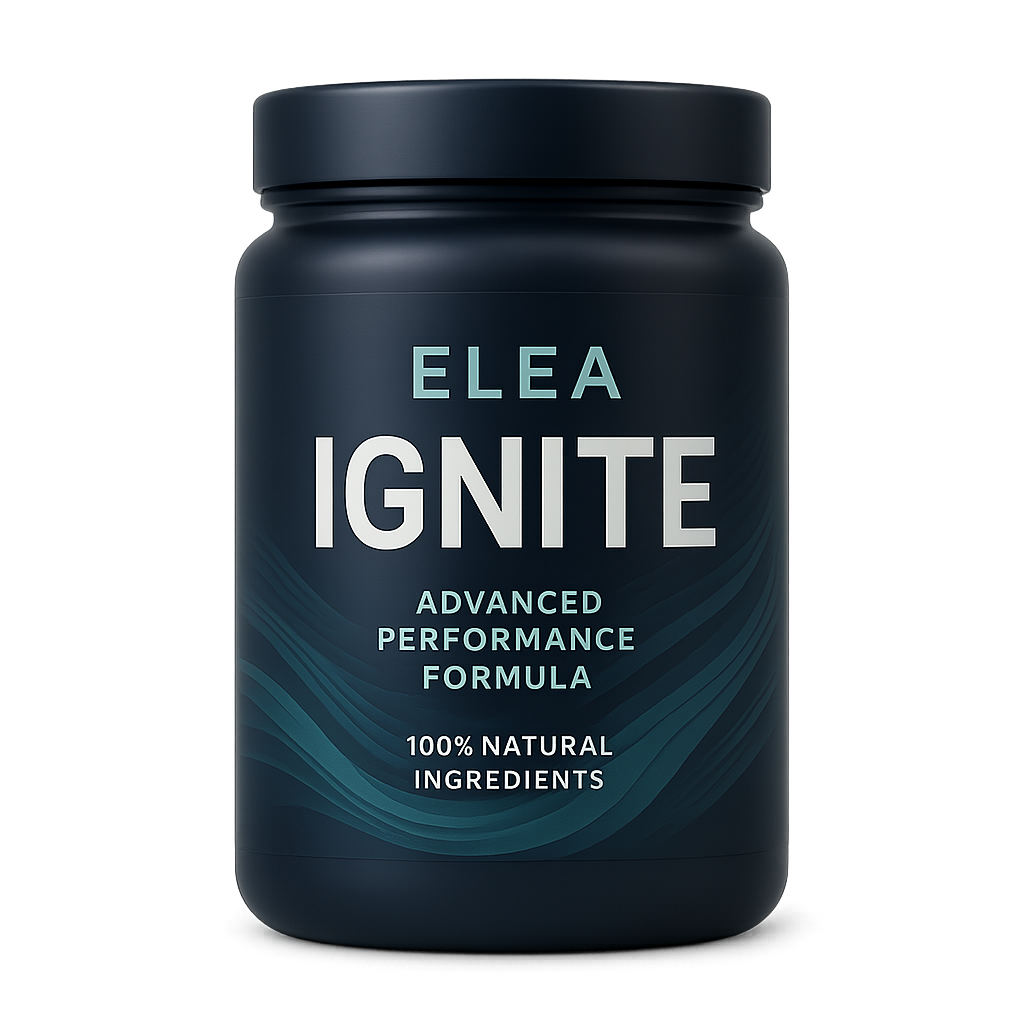 ELEA
IGNITE
ADVANCED
PERFORMANCE
FORMULA
100% NATURAL
INGREDIENTS